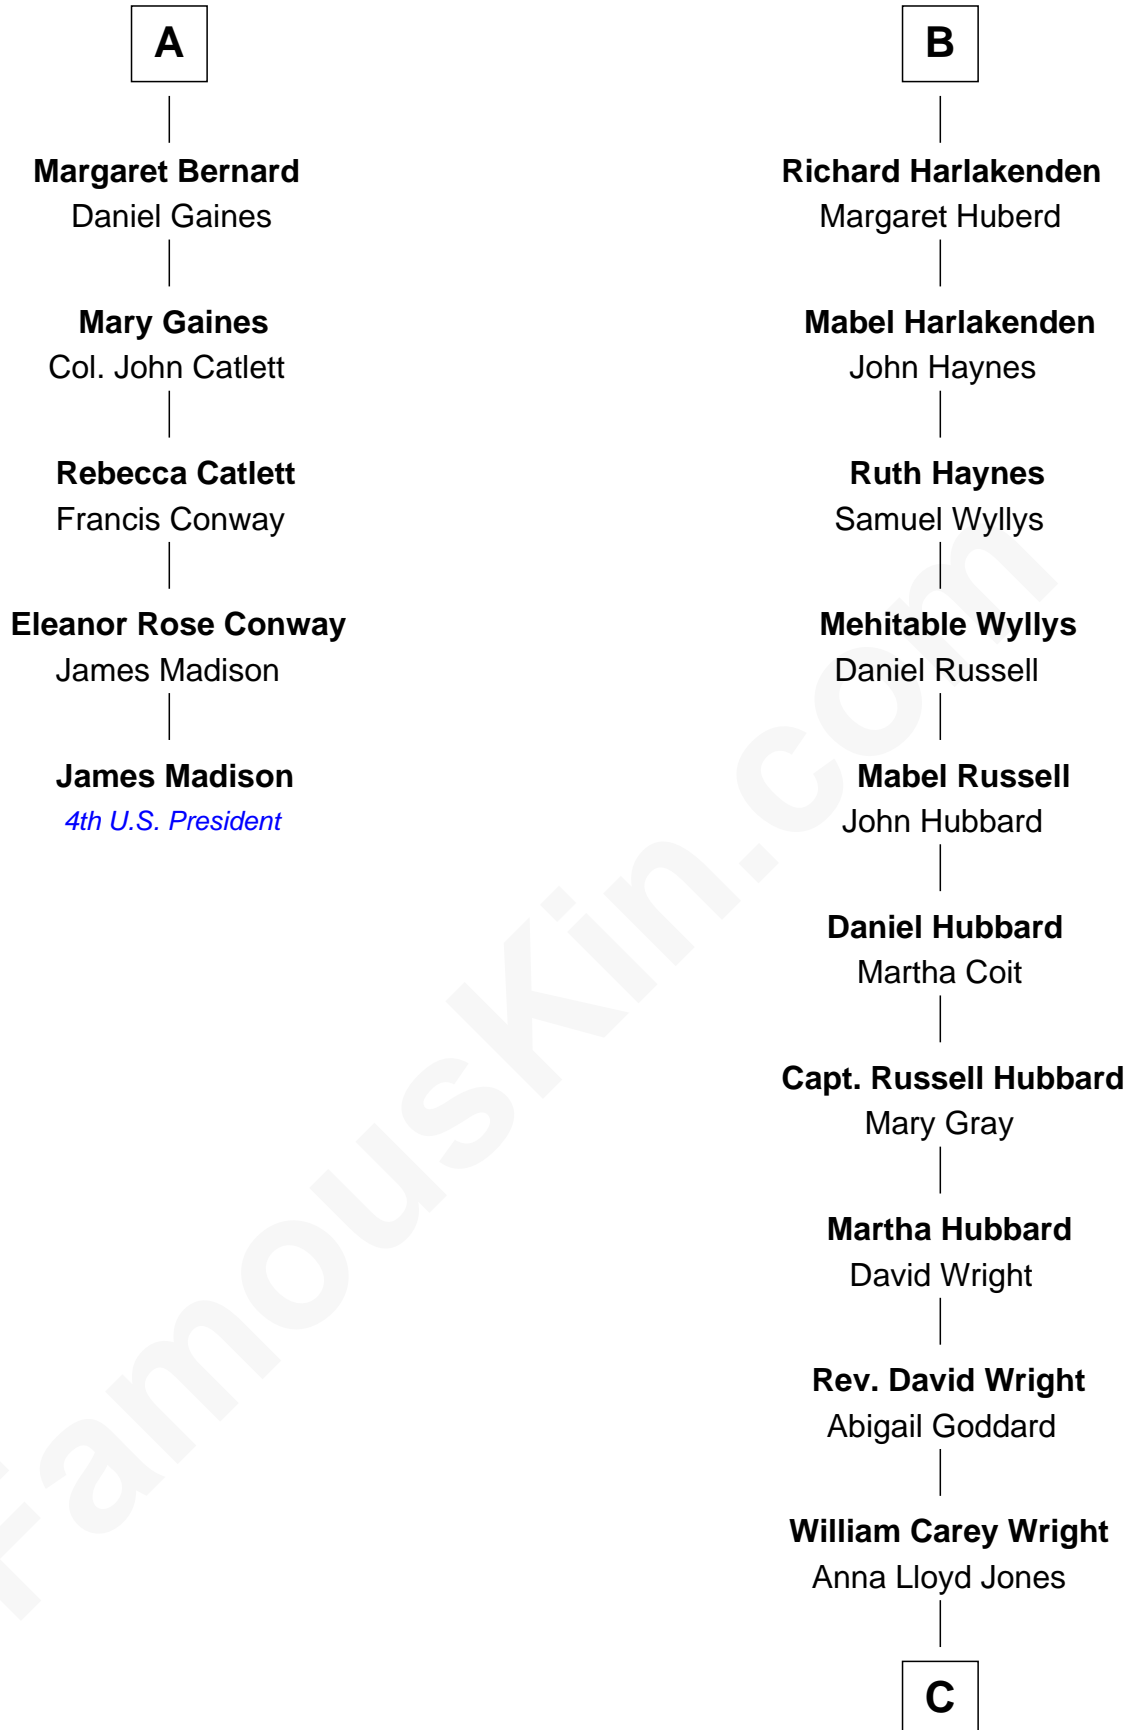 A
Margaret Bernard
Daniel Gaines
Mary Gaines
Col. John Catlett
Rebecca Catlett
Francis Conway
Eleanor Rose Conway
James Madison
James Madison
4th U.S. President
B
Richard Harlakenden
Margaret Huberd
Mabel Harlakenden
John Haynes
Ruth Haynes
Samuel Wyllys
Mehitable Wyllys
Daniel Russell
Mabel Russell
John Hubbard
Daniel Hubbard
Martha Coit
Capt. Russell Hubbard
Mary Gray
Martha Hubbard
David Wright
Rev. David Wright
Abigail Goddard
William Carey Wright
Anna Lloyd Jones
C
FamousKin.com